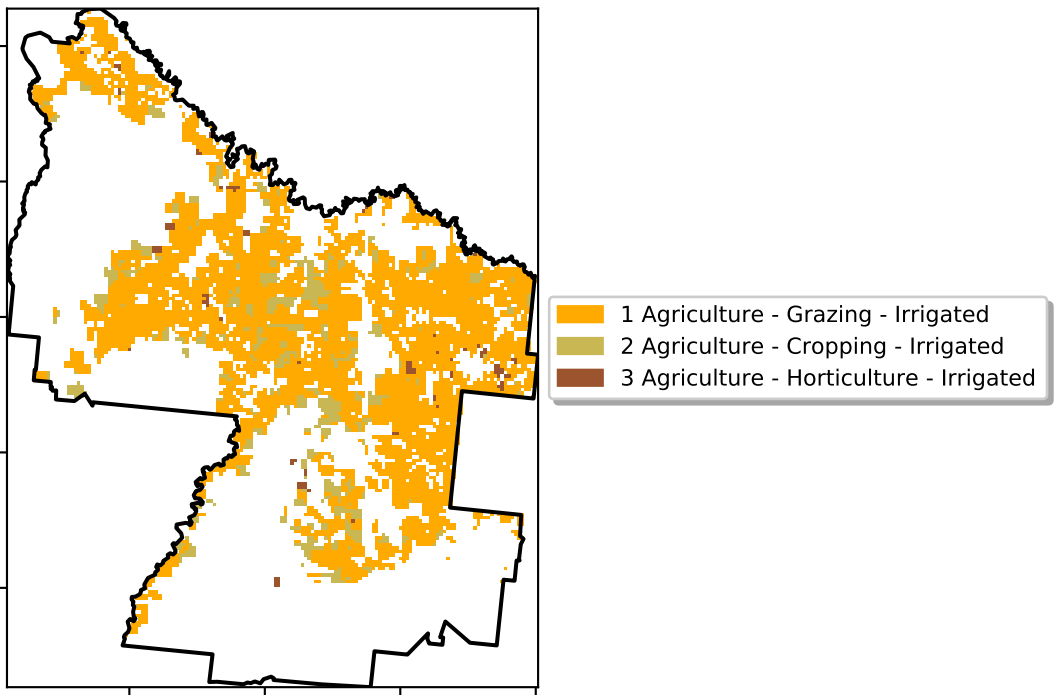 1 Agriculture - Grazing - Irrigated
2 Agriculture - Cropping - Irrigated
3 Agriculture - Horticulture - Irrigated